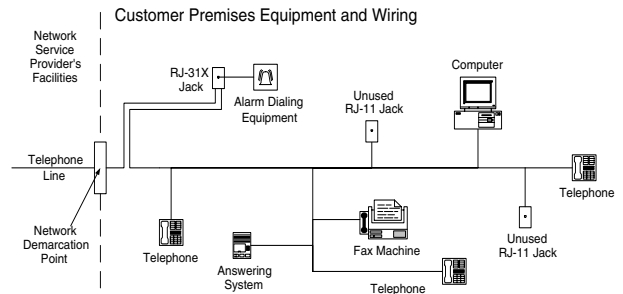 Customer Premises Equipment and Wiring
Network
Service
Provider's
Facilities
RJ-31X
Jack
Alarm Dialing
Equipment
Unused
RJ-11 Jack
Computer
Telephone
Line
Telephone
Network
Demarcation
Point
Telephone
Answering
System
Fax Machine
Telephone
Unused
RJ-11 Jack